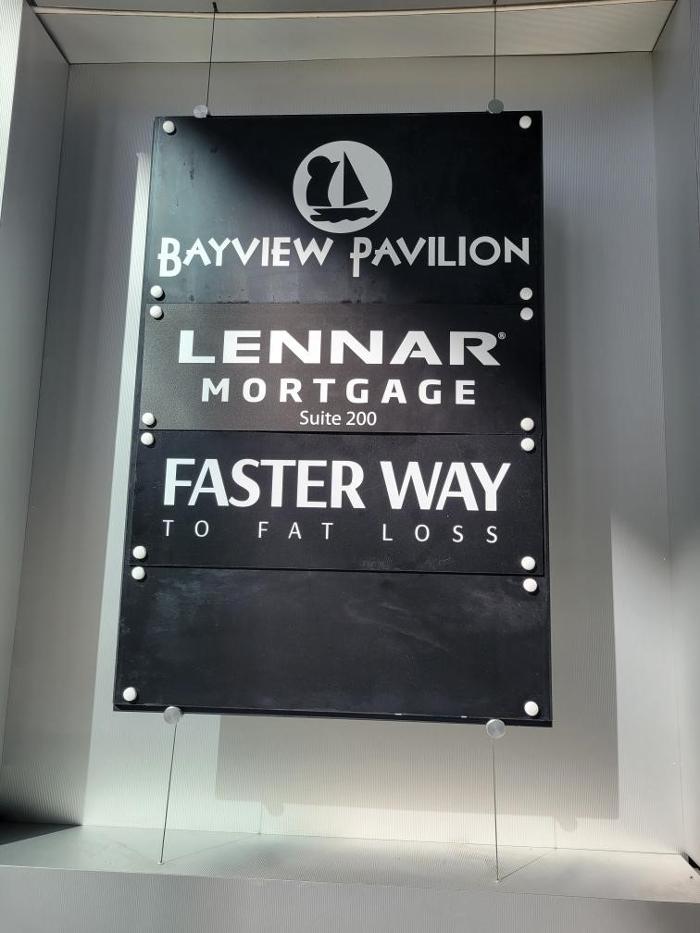 BAYVIEW PAVILION
LENNAR®
MORTGAGE
Suite 200
FASTER WAY
TO FAT LOSS